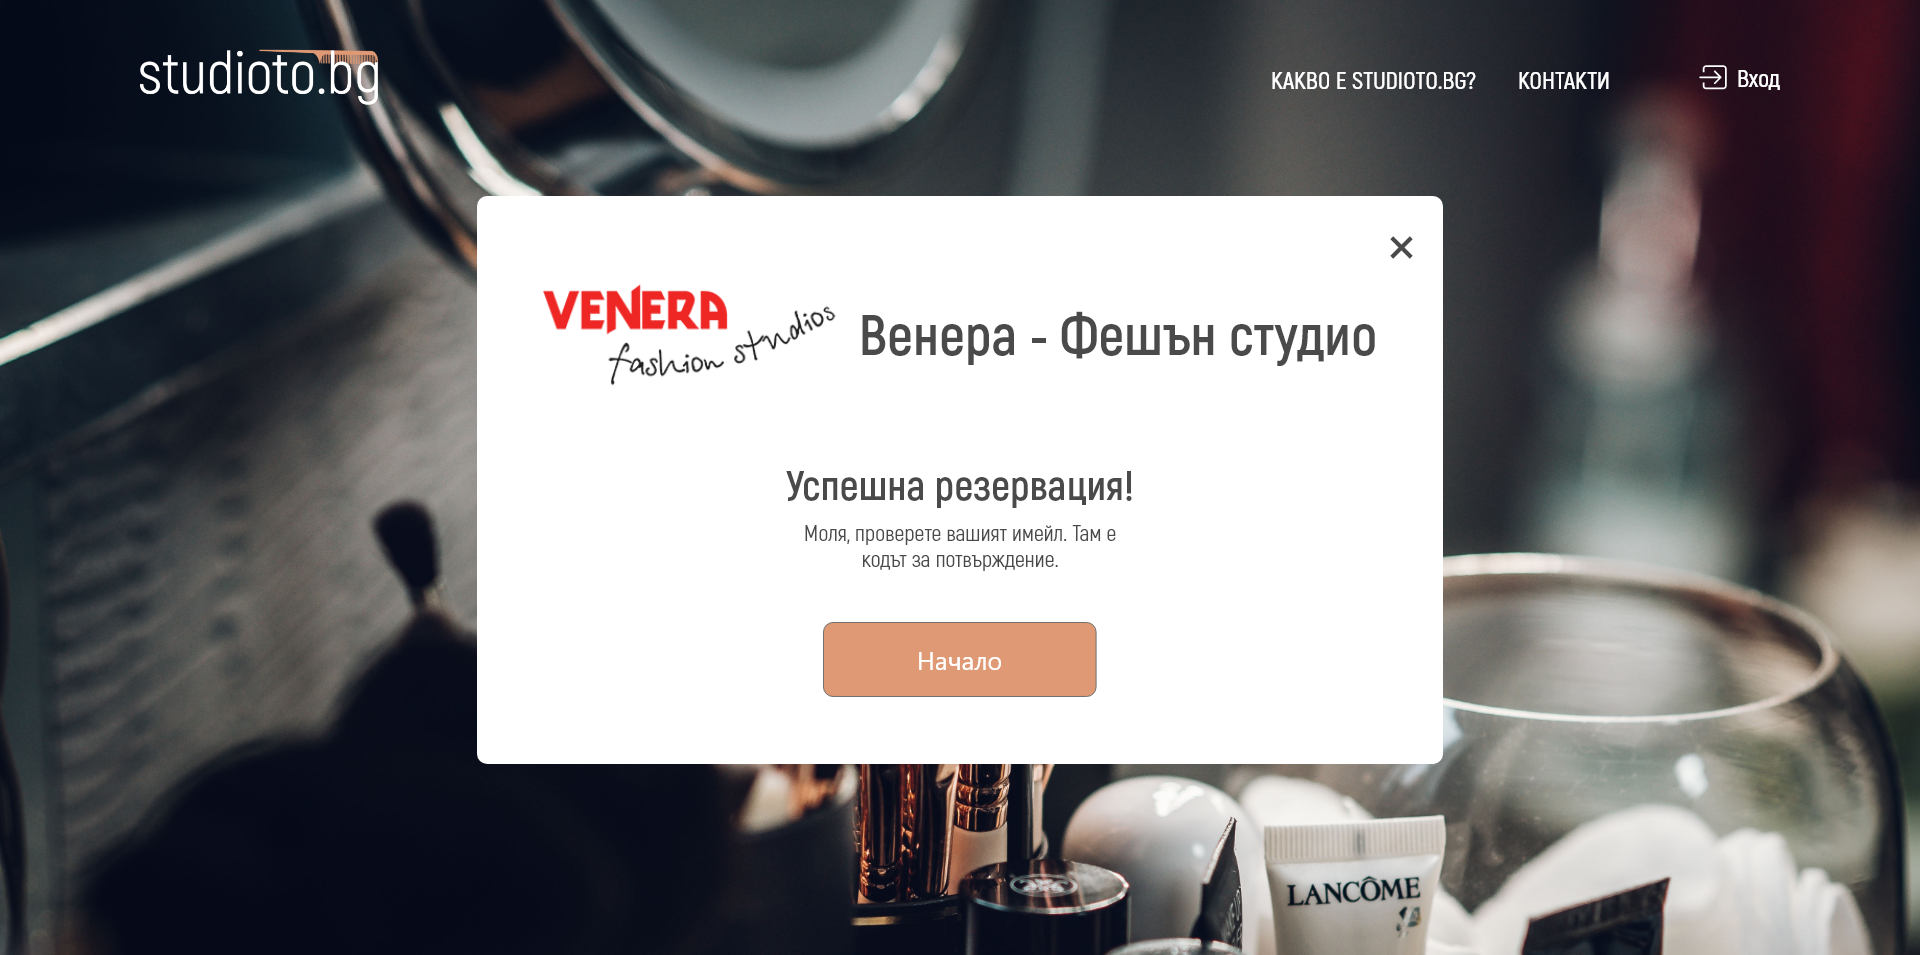 studioto.bg
КАКВО Е STUDIOTO.BG?
КОНТАКТИ
Вход
VENERA
fashion studios
Венера - Фешън студио
Успешна резервация!
Моля, проверете вашият имейл. Там е
кодът за потвърждение.
Начало
LANCÔME